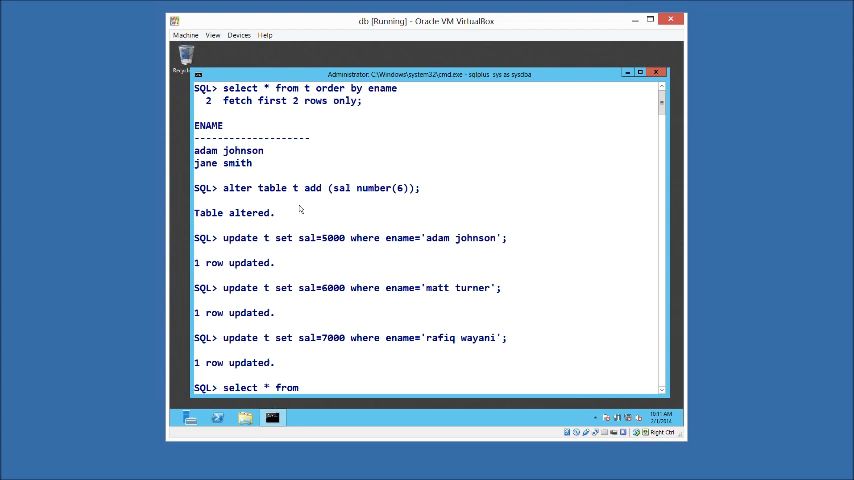 db [Running] - Oracle VM VirtualBox
Machine View Devices Help
Administrator: C:\Windows\system32\cmd.exe - sqlplus sys as sysdba
SQL> select * from t order by ename
2 fetch first 2 rows only;
ENAME
--------------------
adam johnson
jane smith
SQL> alter table t add (sal number(6));
Table altered.
SQL> update t set sal=5000 where ename='adam johnson';
1 row updated.
SQL> update t set sal=6000 where ename='matt turner';
1 row updated.
SQL> update t set sal=7000 where ename='rafiq wayani';
1 row updated.
SQL> select * from
10:11 AM
2/1/2014
Right Ctrl